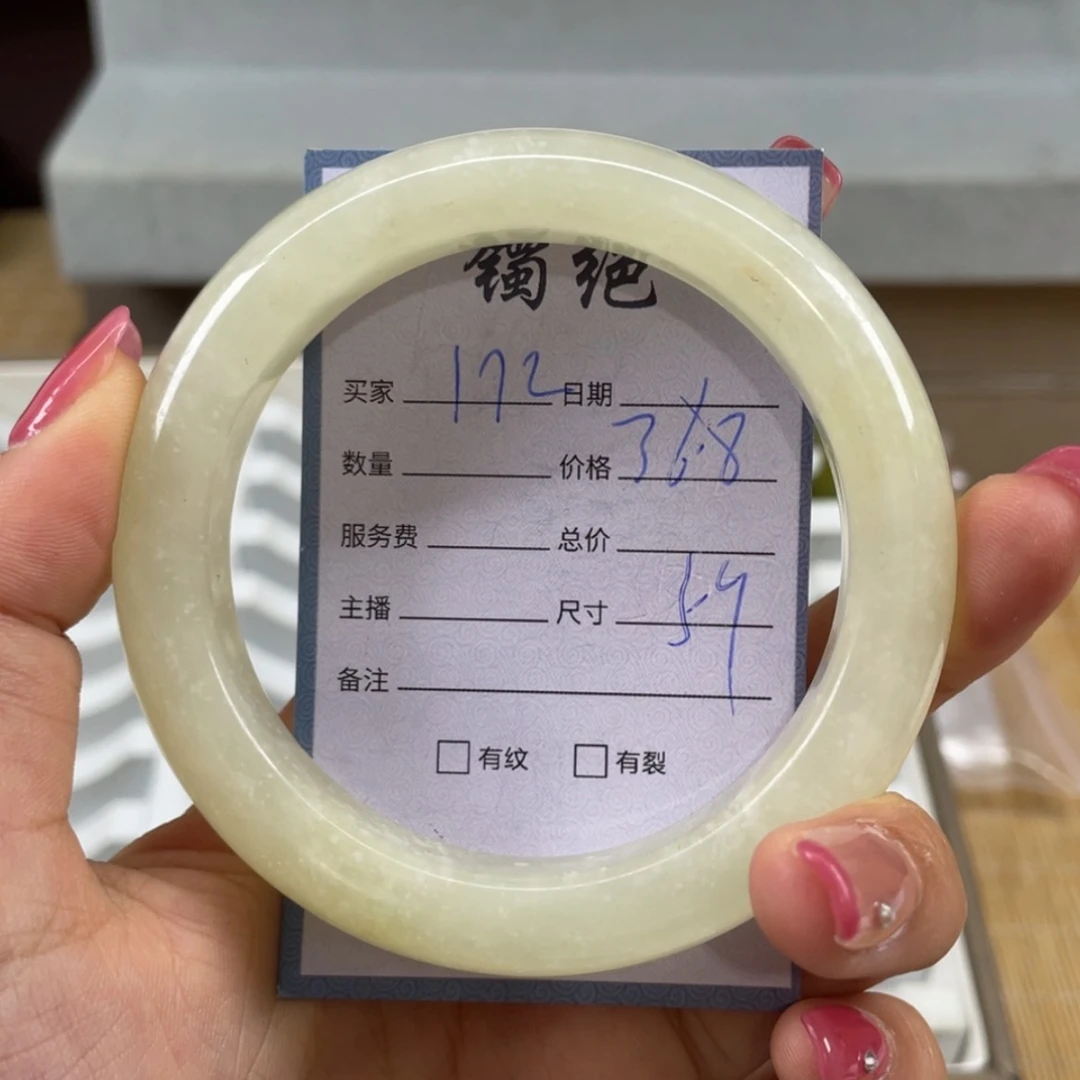 镯绝
买家 172 日期
数量 价格 368
服务费 总价
主播 尺寸 59
备注
□ 有纹 □ 有裂